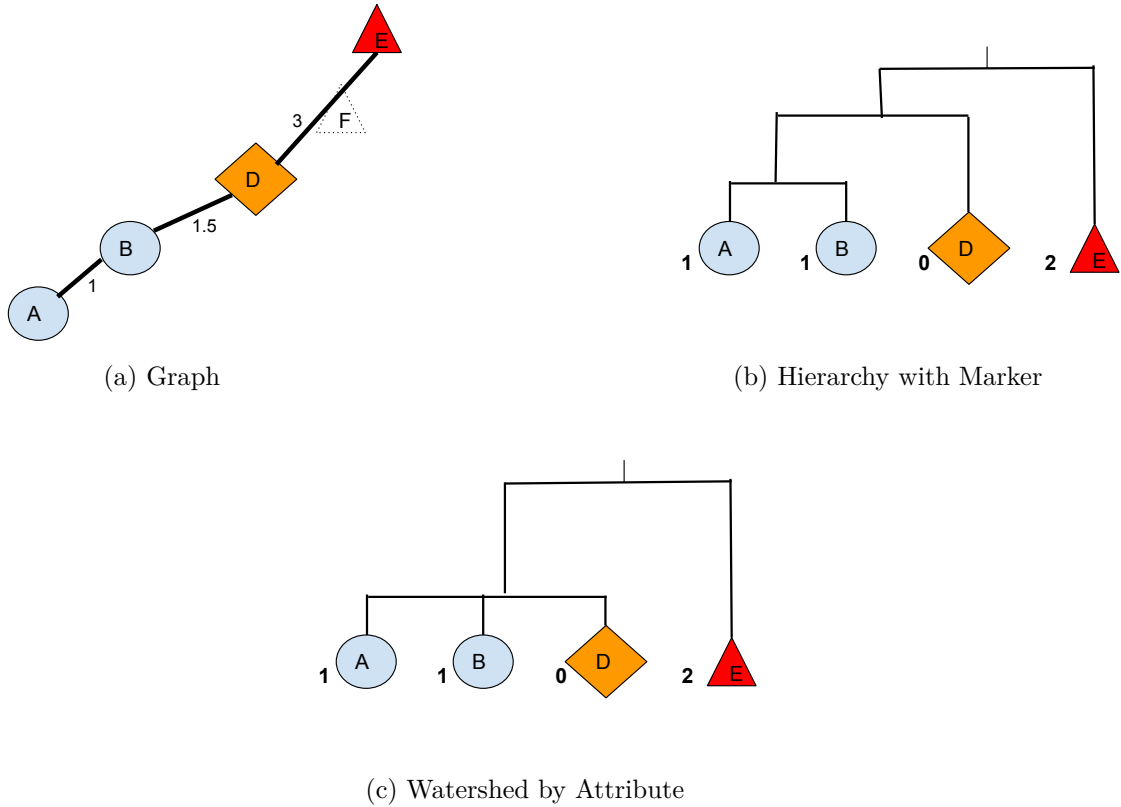 E
3
F
D
1.5
B
1
A
(a) Graph
1
A
1
B
0
D
2
E
(b) Hierarchy with Marker
1
A
1
B
0
D
2
E
(c) Watershed by Attribute